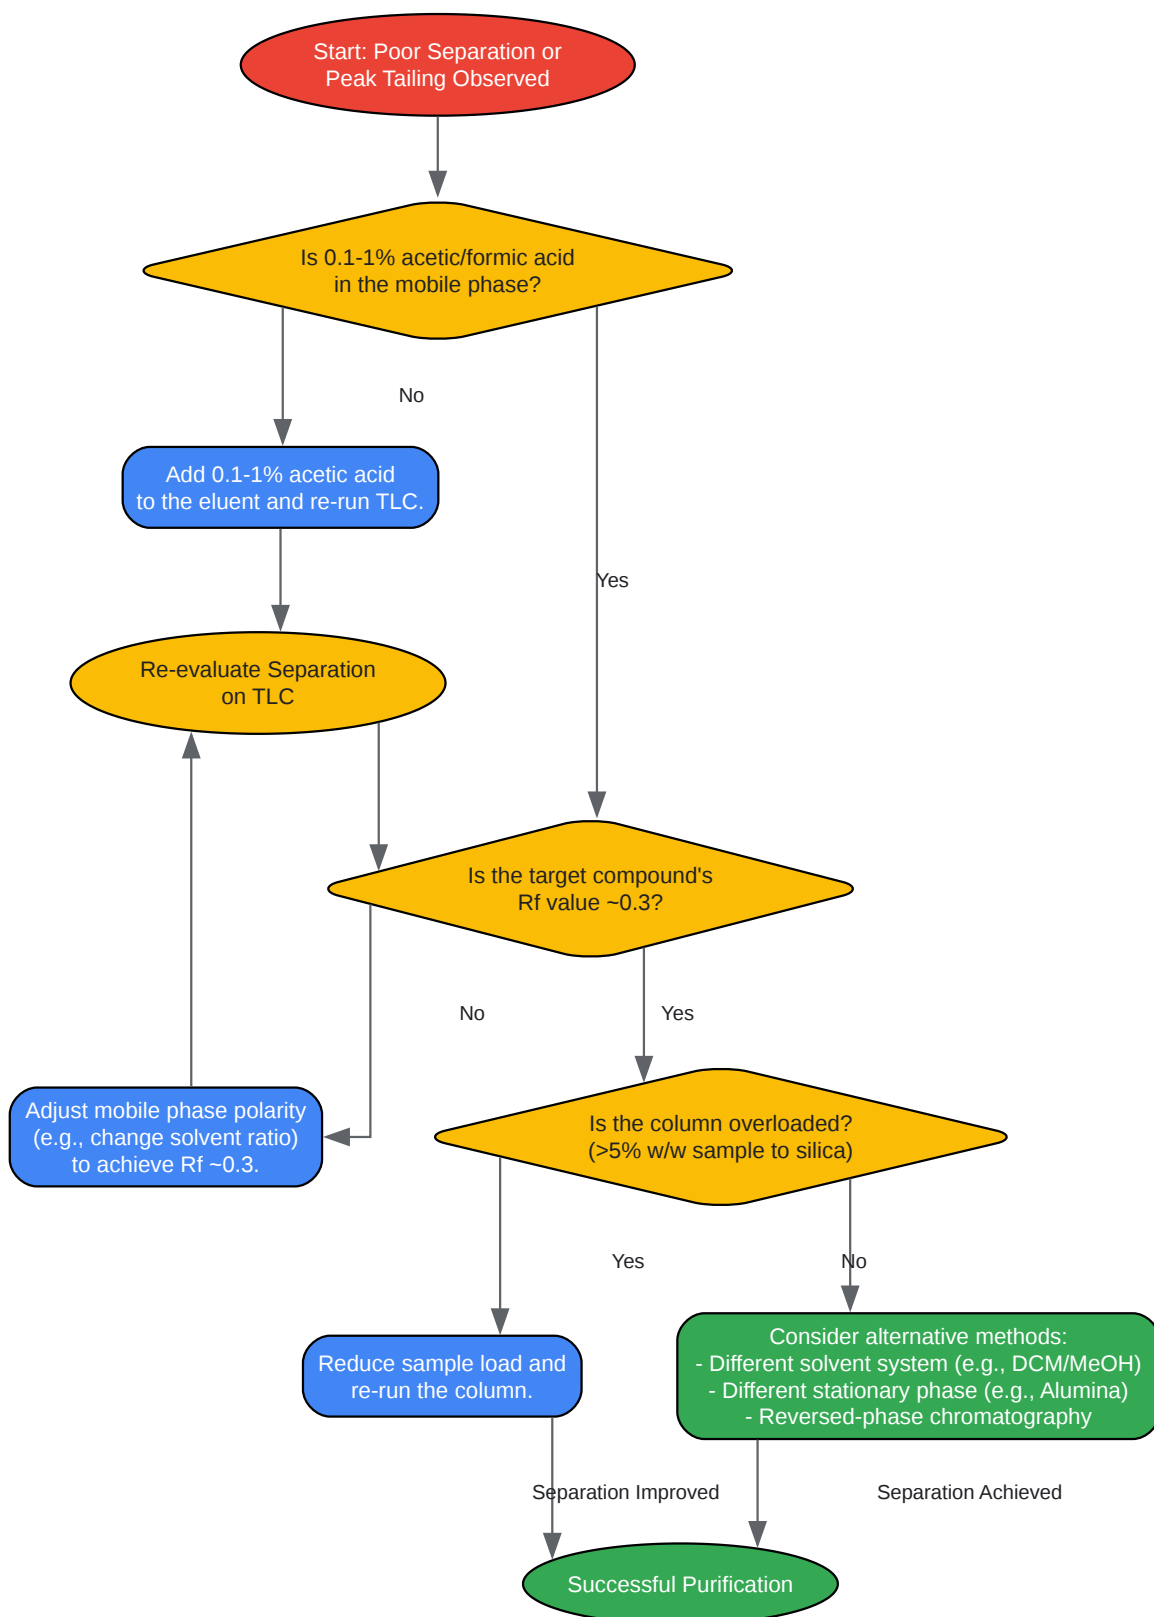 Start: Poor Separation or
Peak Tailing Observed
Is 0.1-1% acetic/formic acid
in the mobile phase?
No
Add 0.1-1% acetic acid
to the eluent and re-run TLC.
Yes
Re-evaluate Separation
on TLC
Is the target compound's
Rf value ~0.3?
No
Yes
Adjust mobile phase polarity
(e.g., change solvent ratio)
to achieve Rf ~0.3.
Is the column overloaded?
(>5% w/w sample to silica)
Yes
No
Reduce sample load and
re-run the column.
Consider alternative methods:
- Different solvent system (e.g., DCM/MeOH)
- Different stationary phase (e.g., Alumina)
- Reversed-phase chromatography
Separation Improved
Separation Achieved
Successful Purification